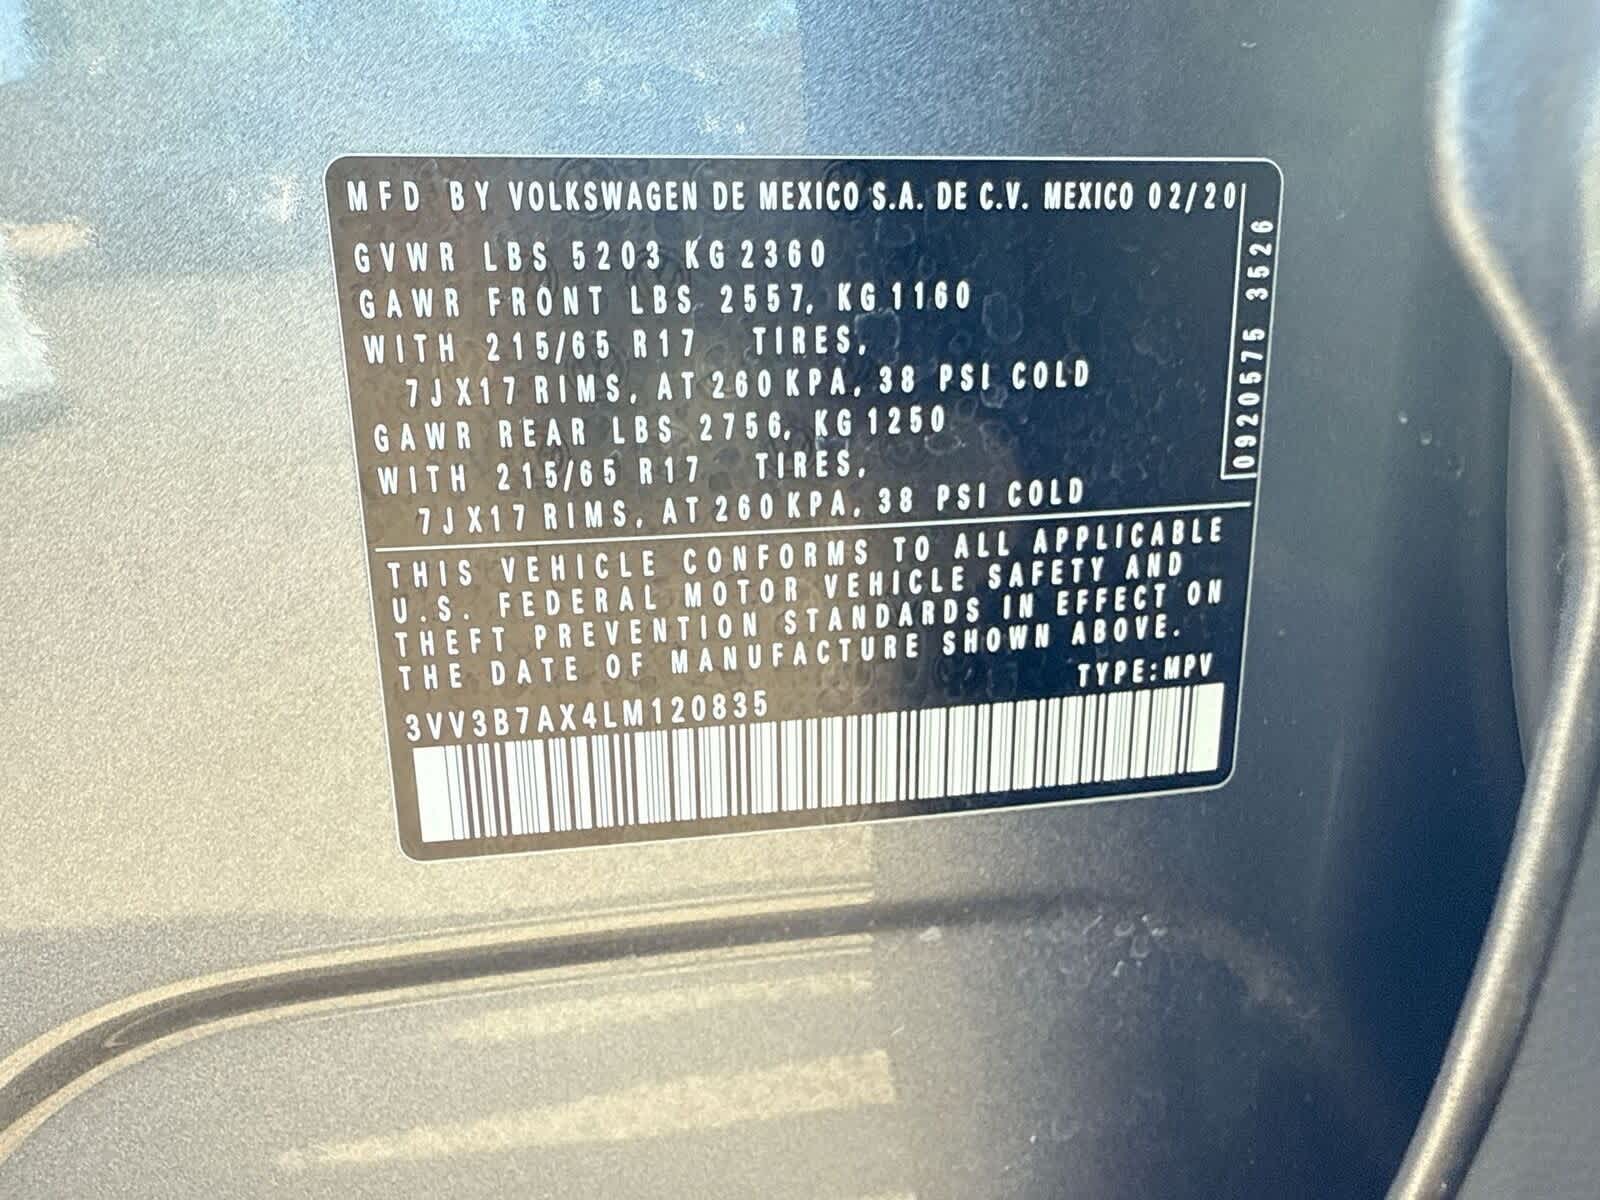 MFD BY VOLKSWAGEN DE MEXICO S.A. DE C.V. MEXICO 02/20
GVWR LBS 5203 KG 2360
GAWR FRONT LBS 2557, KG 1160
WITH 215/65 R17 TIRES,
7JX17 RIMS, AT 260 KPA, 38 PSI COLD
GAWR REAR LBS 2756, KG 1250
WITH 215/65 R17 TIRES,
7JX17 RIMS, AT 260 KPA, 38 PSI COLD
0920575 3526
THIS VEHICLE CONFORMS TO ALL APPLICABLE
U.S. FEDERAL MOTOR VEHICLE SAFETY AND
THEFT PREVENTION STANDARDS IN EFFECT ON
THE DATE OF MANUFACTURE SHOWN ABOVE.
TYPE:MPV
3VV3B7AX4LM120835